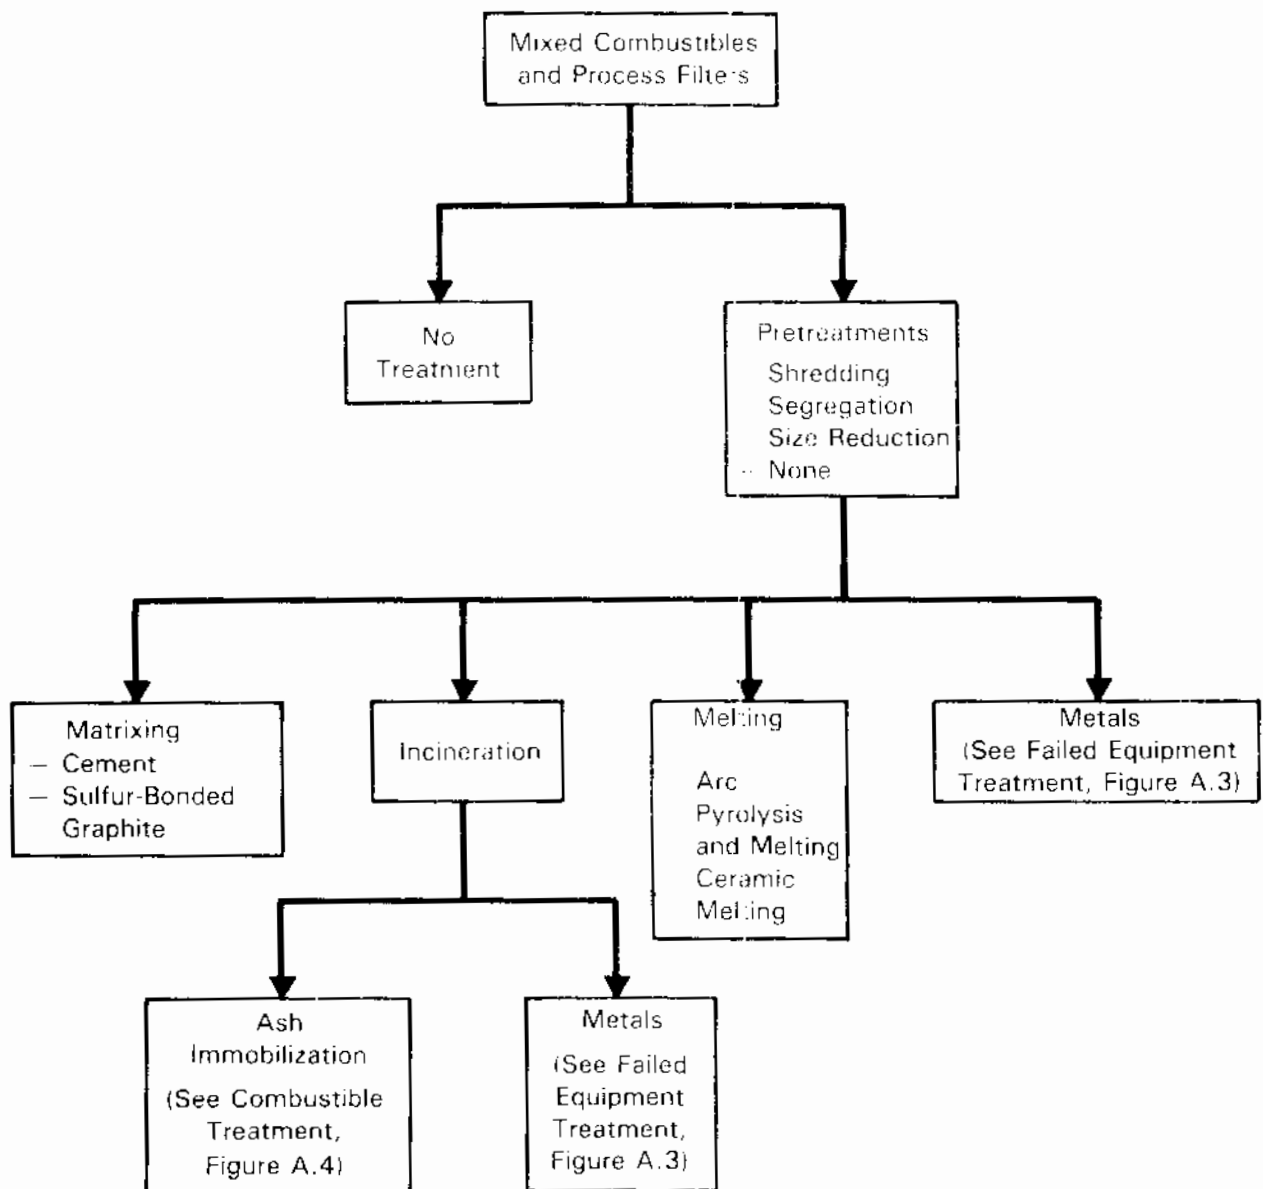 Mixed Combustibles
and Process Filters
No
Treatment
Pretreatments
Shredding
Segregation
Size Reduction
- None
Matrixing
— Cement
— Sulfur-Bonded
Graphite
Incineration
Melting
Arc
Pyrolysis
and Melting
Ceramic
Melting
Metals
(See Failed Equipment
Treatment, Figure A.3)
Ash
Immobilization
(See Combustible
Treatment,
Figure A.4)
Metals
(See Failed
Equipment
Treatment,
Figure A.3)